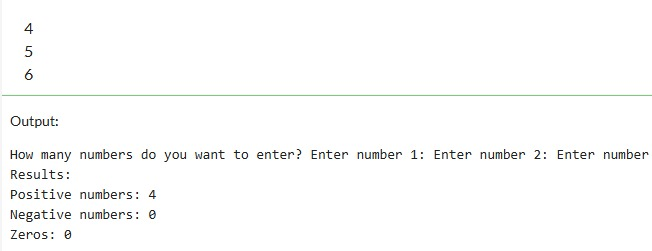 4
5
6
Output:
How many numbers do you want to enter? Enter number 1: Enter number 2: Enter number
Results:
Positive numbers: 4
Negative numbers: 0
Zeros: 0